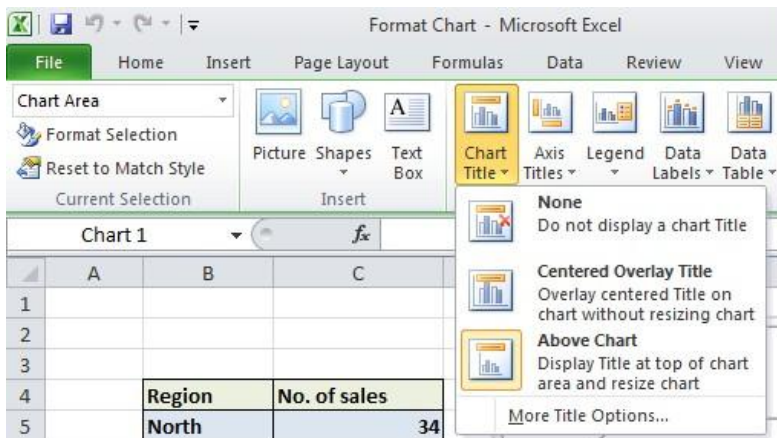 Format Chart - Microsoft Excel
File Home Insert Page Layout Formulas Data Review View
Chart Area
Format Selection
Reset to Match Style
Current Selection
Picture Shapes Text Box
Insert
Chart Title Axis Titles Legend Data Labels Data Table
None
Do not display a chart Title
Centered Overlay Title
Overlay centered Title on
chart without resizing chart
Above Chart
Display Title at top of chart
area and resize chart
More Title Options...
Chart 1 fx
A B C
1
2
3
4 Region No. of sales
5 North 34